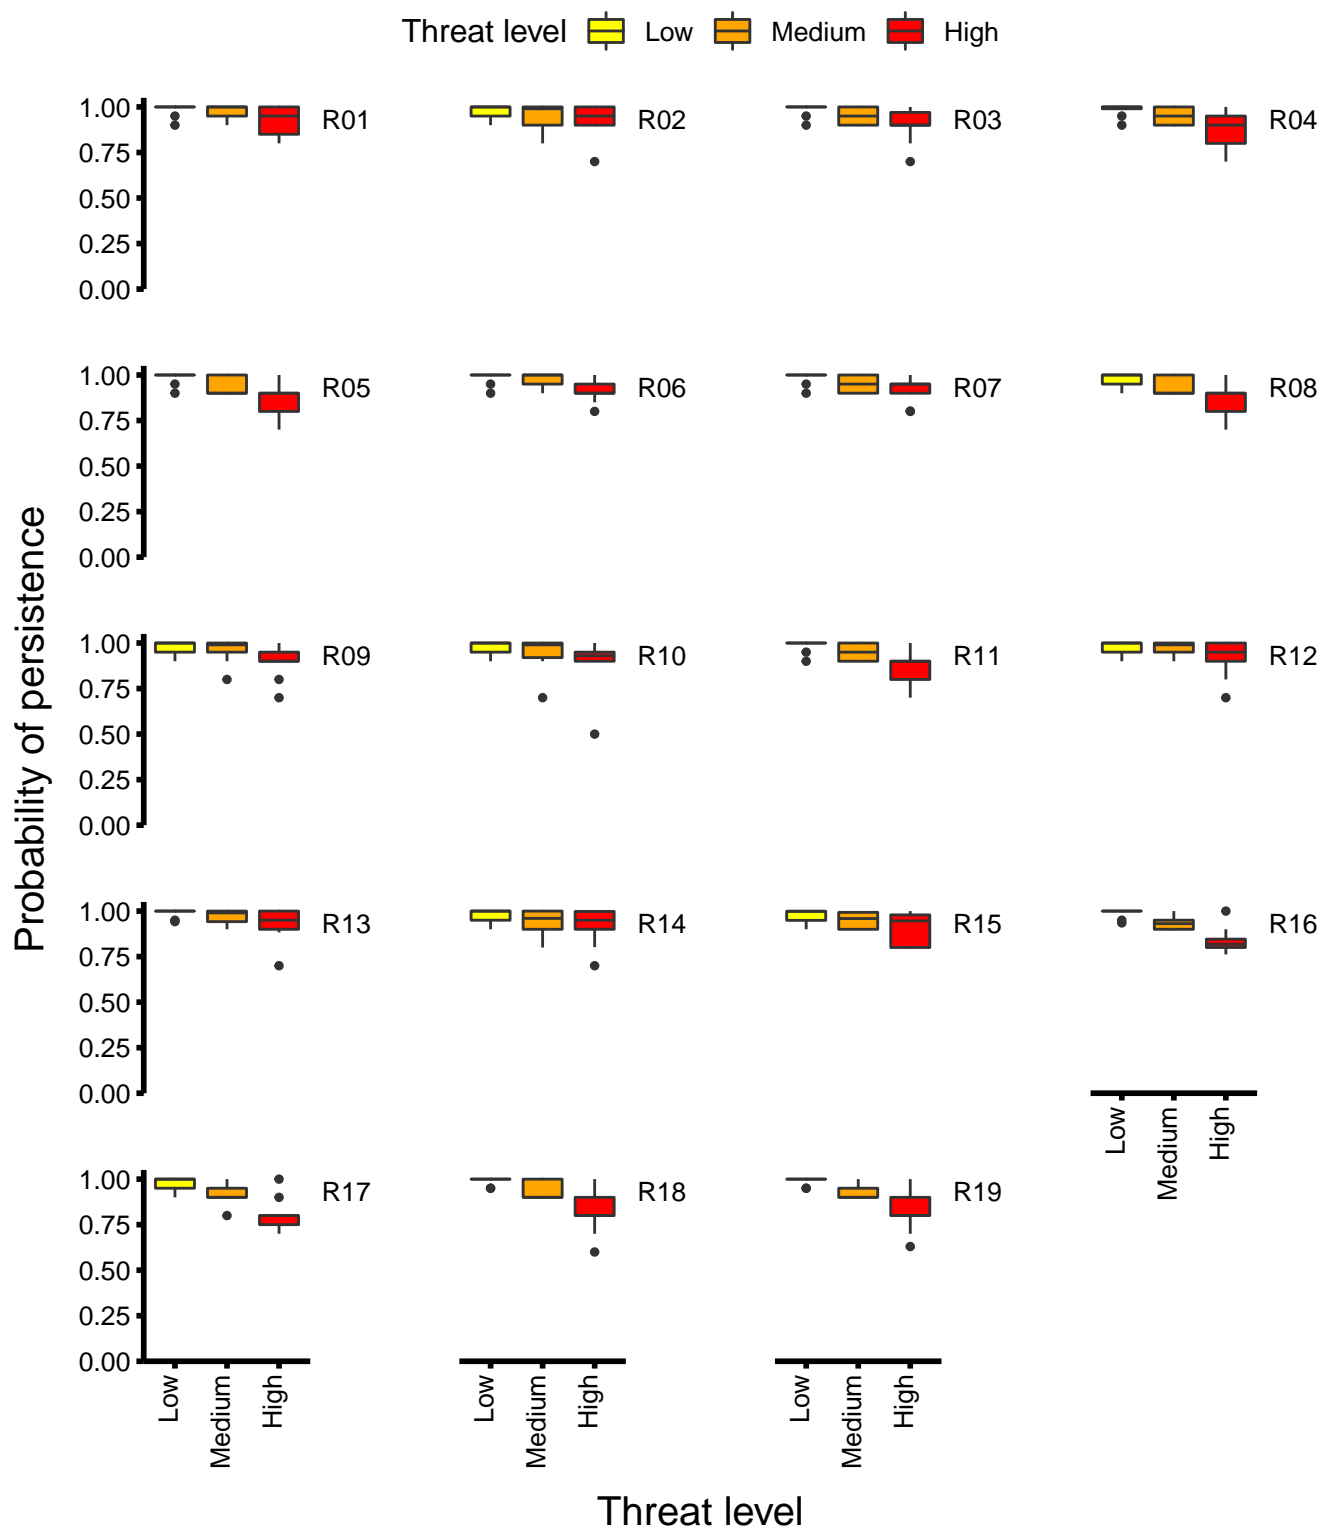 Threat level Low Medium High
1.00
0.75
0.50
0.25
0.00
R01
R02
R03
R04
1.00
0.75
0.50
0.25
0.00
R05
R06
R07
R08
Probability of persistence
1.00
0.75
0.50
0.25
0.00
R09
R10
R11
R12
1.00
0.75
0.50
0.25
0.00
R13
R14
R15
R16
Low
Medium
High
1.00
0.75
0.50
0.25
0.00
R17
R18
R19
Low
Medium
High
Low
Medium
High
Low
Medium
High
Threat level